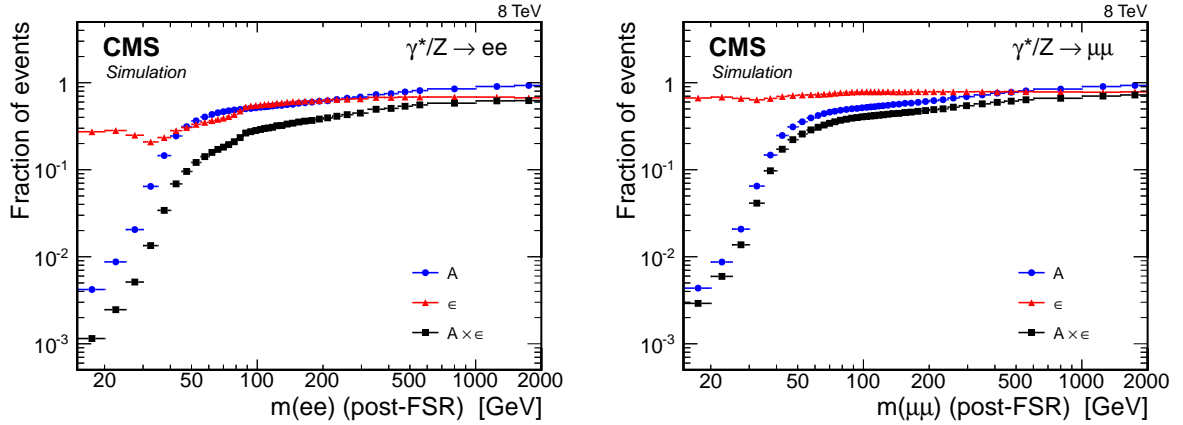 8 TeV
CMS
γ*/Z → ee
Simulation
Fraction of events
1
10⁻¹
10⁻²
10⁻³
A
∈
A × ∈
20 50 100 200 500 1000 2000
m(ee) (post-FSR) [GeV]
8 TeV
CMS
γ*/Z → μμ
Simulation
Fraction of events
1
10⁻¹
10⁻²
10⁻³
A
∈
A × ∈
20 50 100 200 500 1000 2000
m(μμ) (post-FSR) [GeV]